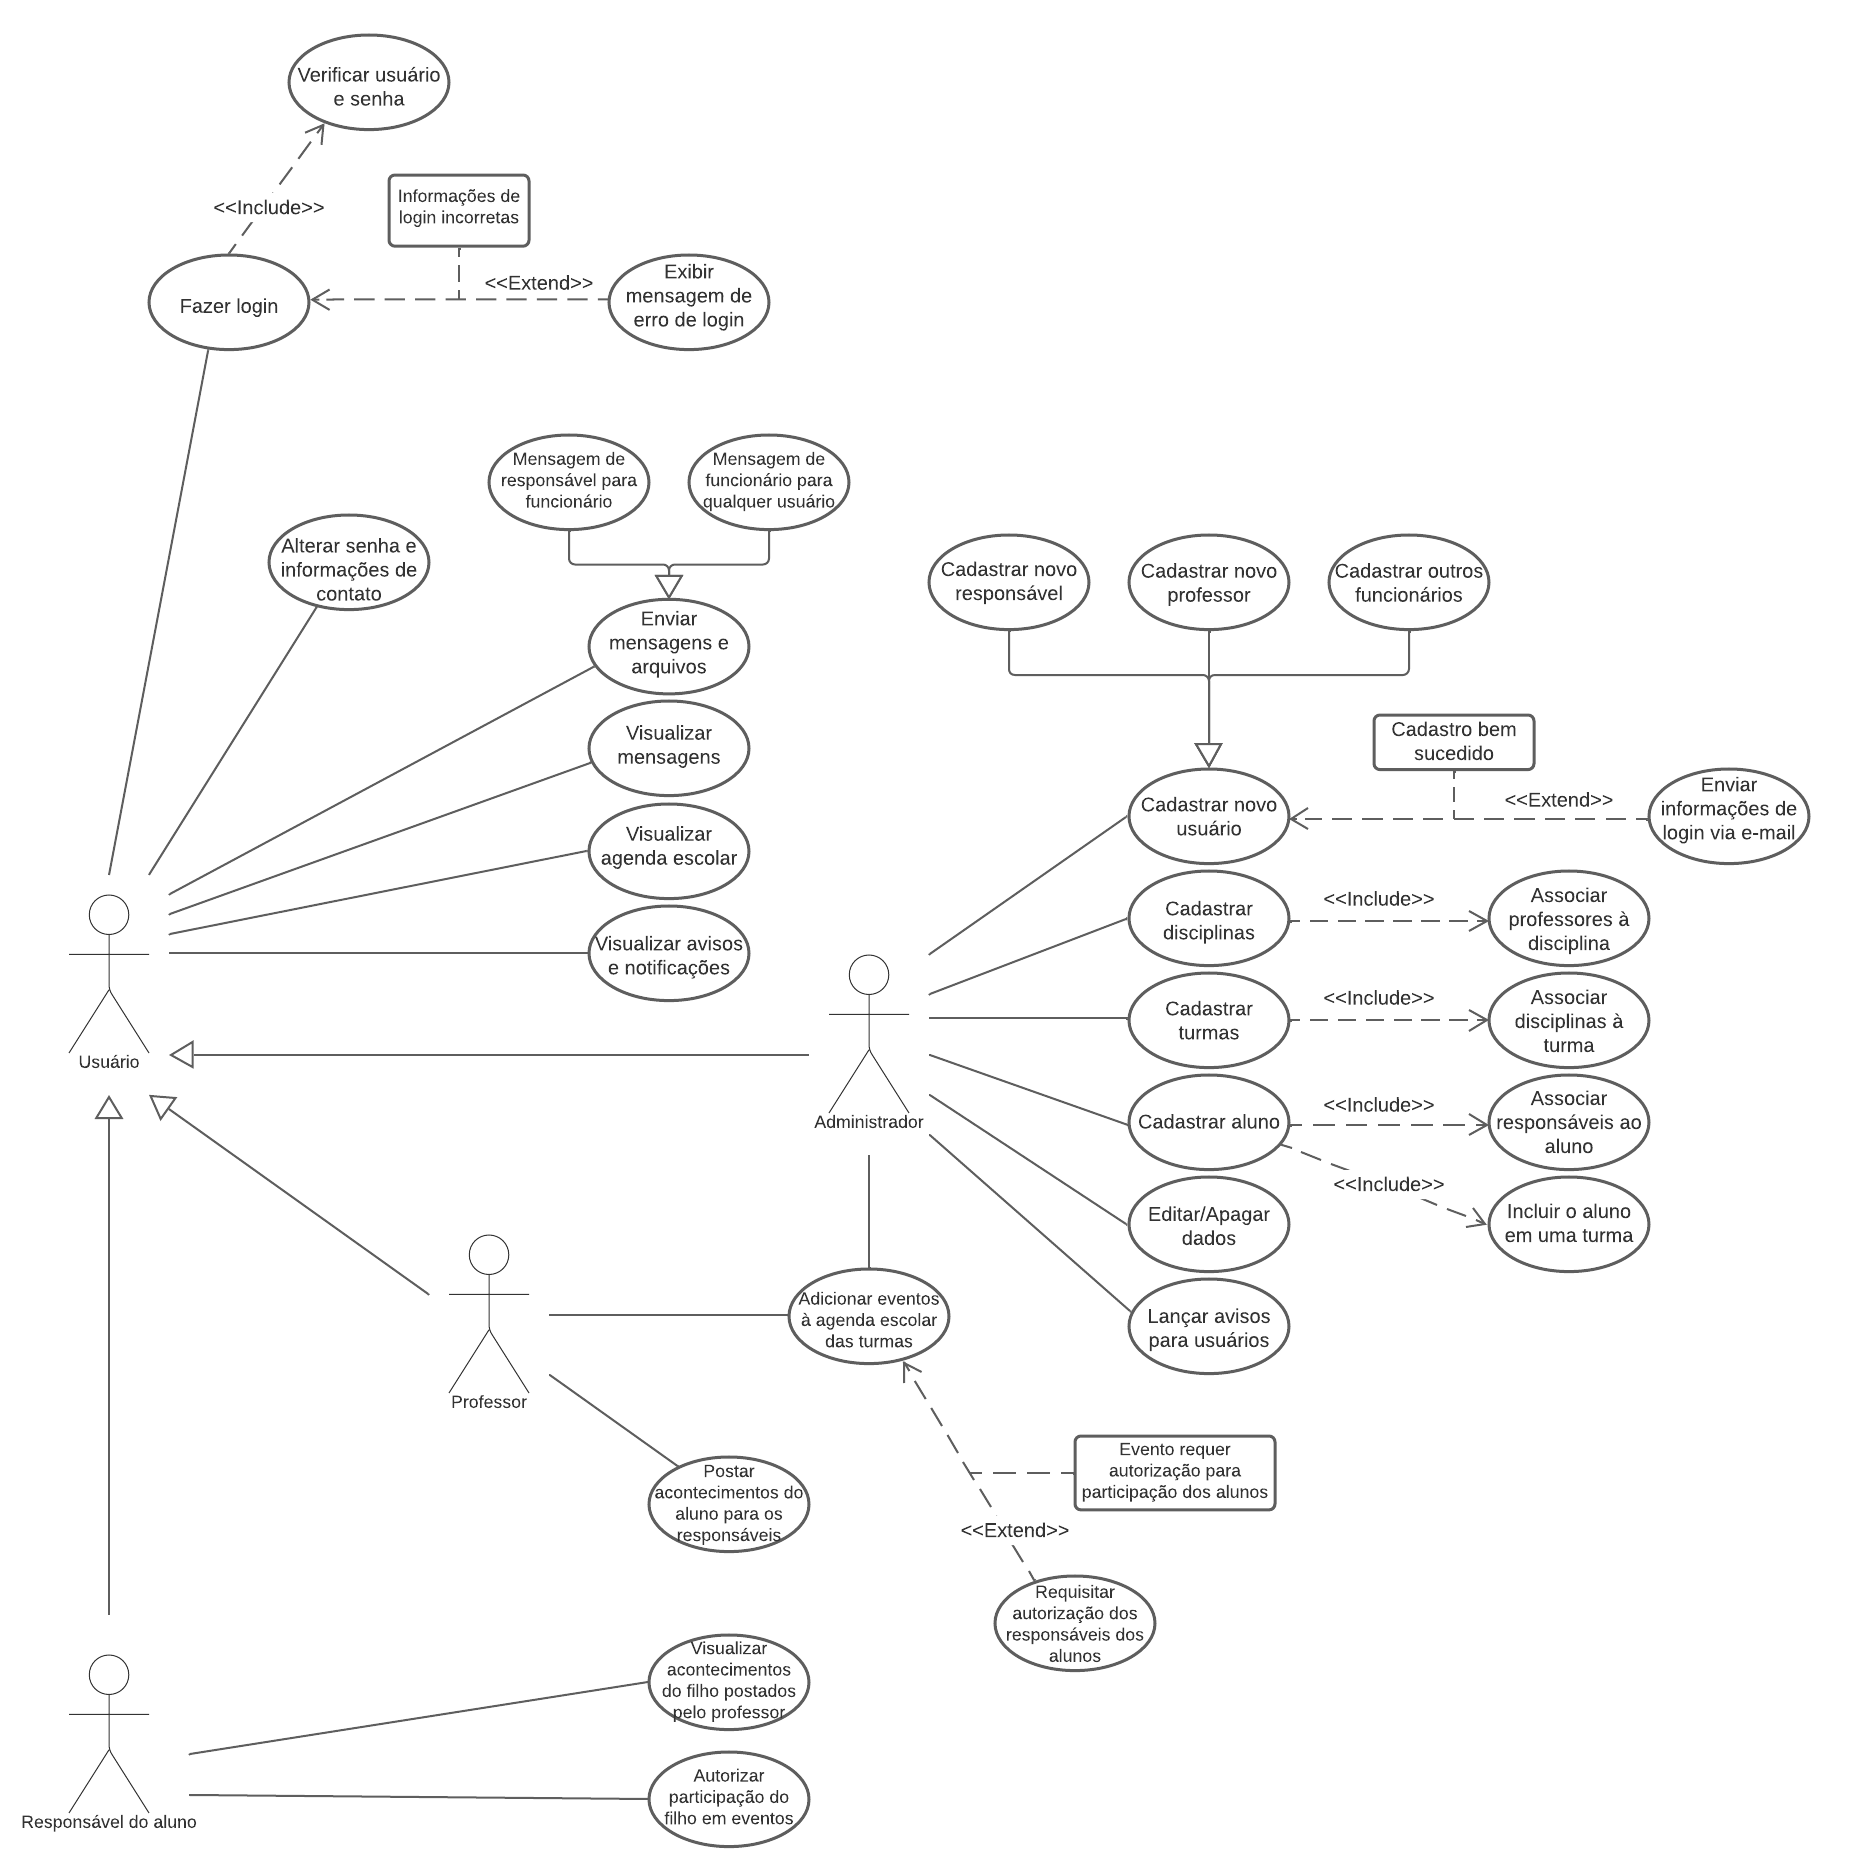 Verificar usuário
e senha
<<Include>>
Informações de
login incorretas
<<Extend>>
Fazer login
Exibir
mensagem de
erro de login
Mensagem de
responsável para
funcionário
Mensagem de
funcionário para
qualquer usuário
Alterar senha e
informações de
contato
Enviar
mensagens e
arquivos
Visualizar
mensagens
Visualizar
agenda escolar
Visualizar avisos
e notificações
Usuário
Cadastrar novo
responsável
Cadastrar novo
professor
Cadastrar outros
funcionários
Cadastro bem
sucedido
Cadastrar novo
usuário
<<Extend>>
Enviar
informações de
login via e-mail
Cadastrar
disciplinas
<<Include>>
Associar
professores à
disciplina
Cadastrar
turmas
<<Include>>
Associar
disciplinas à
turma
Administrador
Cadastrar aluno
<<Include>>
Associar
responsáveis ao
aluno
<<Include>>
Incluir o aluno
em uma turma
Editar/Apagar
dados
Lançar avisos
para usuários
Professor
Adicionar eventos
à agenda escolar
das turmas
Postar
acontecimentos do
aluno para os
responsáveis
Evento requer
autorização para
participação dos alunos
<<Extend>>
Requisitar
autorização dos
responsáveis dos
alunos
Responsável do aluno
Visualizar
acontecimentos
do filho postados
pelo professor
Autorizar
participação do
filho em eventos